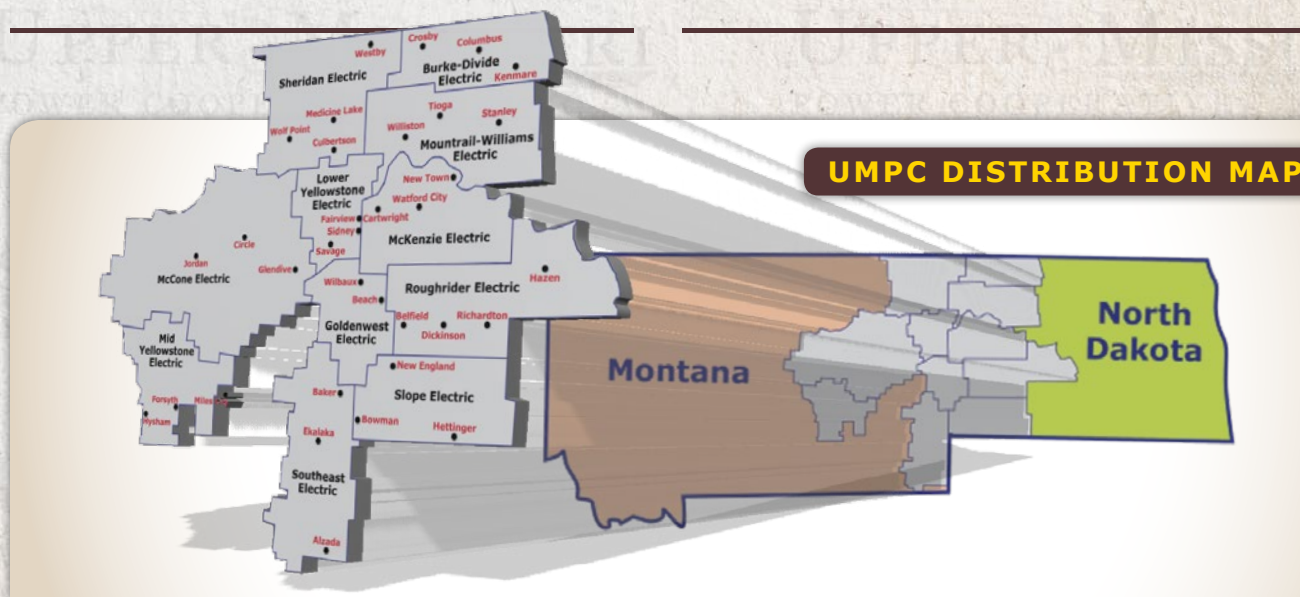 UMPC DISTRIBUTION MAP
Westby
Crosby
Columbus
Sheridan Electric
Burke-Divide
Electric
Kenmare
Medicine Lake
Wolf Point
Culbertson
Tioga
Stanley
Williston
Mountrail-Williams
Electric
Lower
Yellowstone
Electric
New Town
Watford City
Fairview
Cartwright
Sidney
Savage
McKenzie Electric
Circle
Jordan
Glendive
McCone Electric
Wilbaux
Beach
Roughrider Electric
Hazen
Belfield
Richardton
Dickinson
Goldenwest
Electric
Mid
Yellowstone
Electric
New England
Slope Electric
Baker
Bowman
Hettinger
Forsyth
Hysham
Ekalaka
Southeast
Electric
Alzada
Montana
North
Dakota